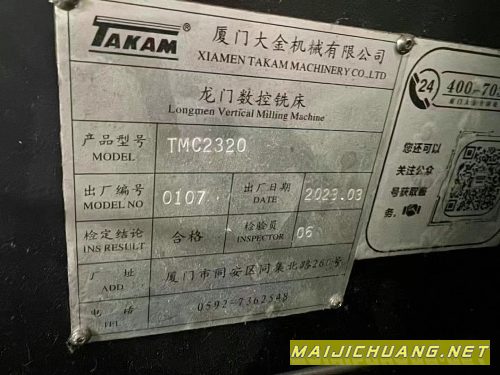 TAKAM
厦门大金机械有限公司
XIAMEN TAKAM MACHINERY CO.,LTD
龙门数控铣床
Longmen Vertical Milling Machine
产品型号 TMC2320
MODEL
出厂编号 0107 出厂日期 2023.03
MODEL NO DATE
检定结论 合格 检验员 06
INS RESULT INSPECTOR
厂 址 厦门市同安区同集北路260号
ADD
电 话 0592-7362548
TEL
24
400-70
您还可以
关注公众
号获取服
务。
MAIJICHUANG.NET